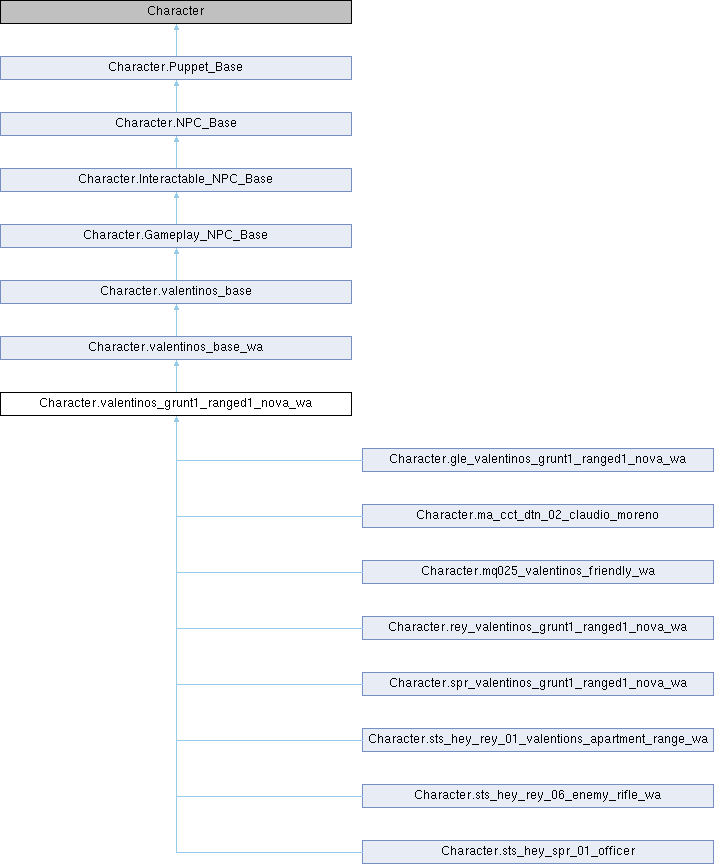 Character
Character.Puppet_Base
Character.NPC_Base
Character.Interactable_NPC_Base
Character.Gameplay_NPC_Base
Character.valentinos_base
Character.valentinos_base_wa
Character.valentinos_grunt1_ranged1_nova_wa
Character.gle_valentinos_grunt1_ranged1_nova_wa
Character.ma_cct_dtn_02_claudio_moreno
Character.mq025_valentinos_friendly_wa
Character.rey_valentinos_grunt1_ranged1_nova_wa
Character.spr_valentinos_grunt1_ranged1_nova_wa
Character.sts_hey_rey_01_valentions_apartment_range_wa
Character.sts_hey_rey_06_enemy_rifle_wa
Character.sts_hey_spr_01_officer